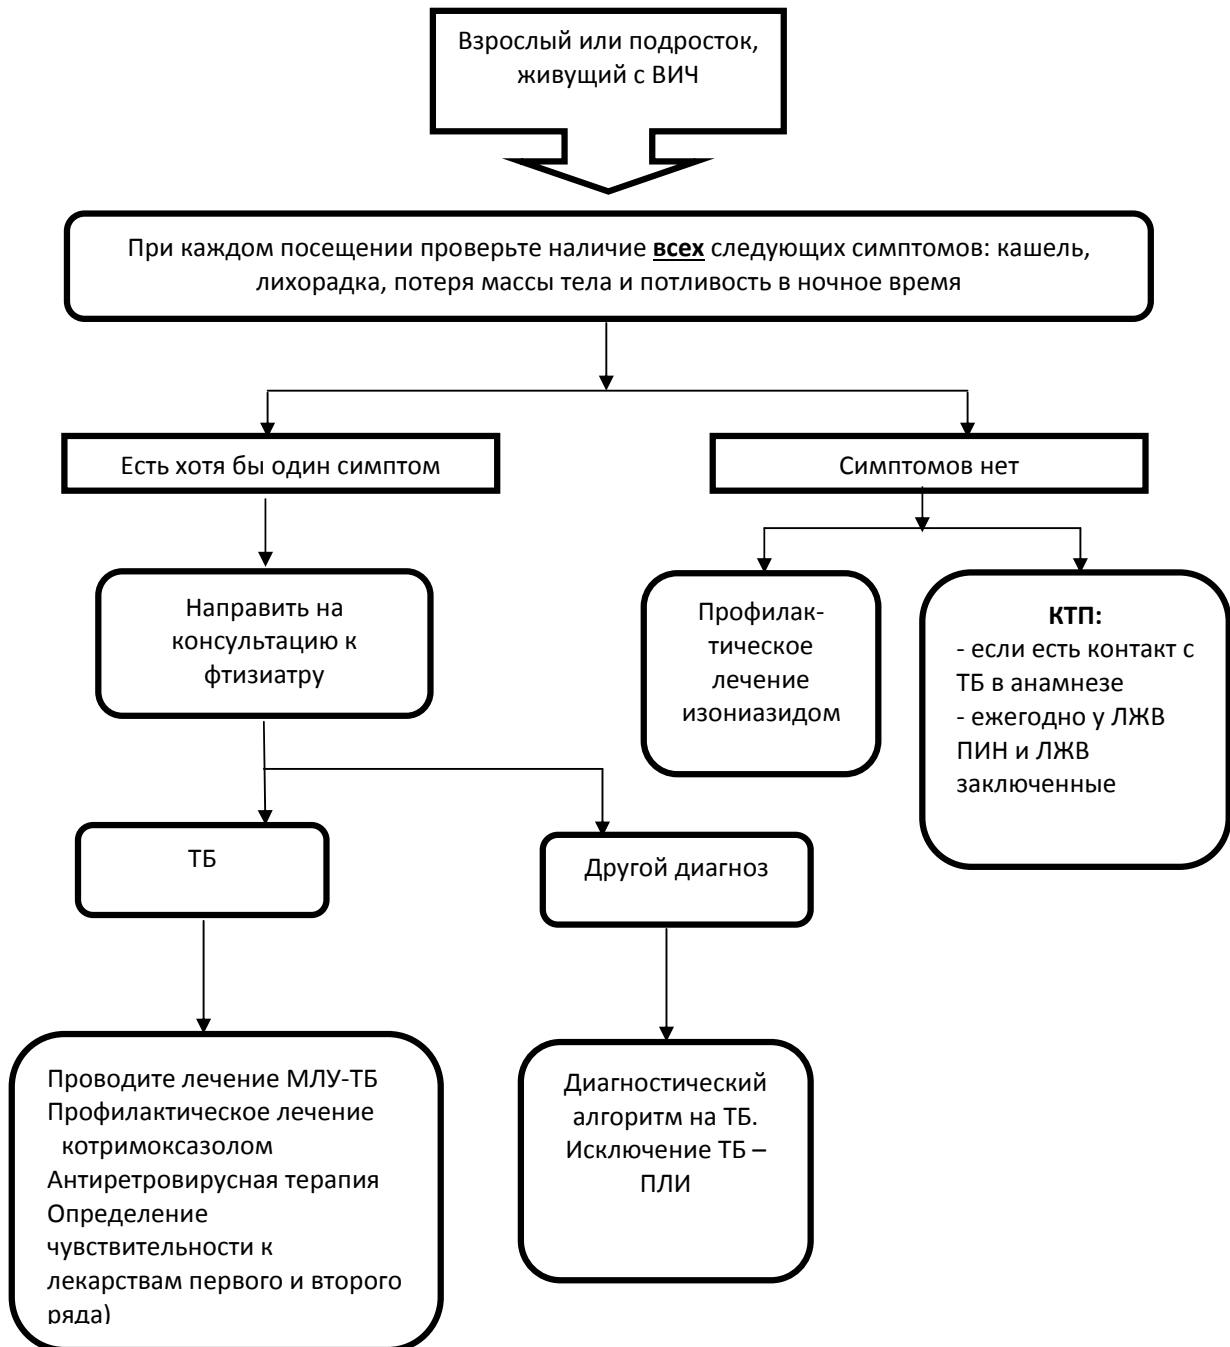 Взрослый или подросток,
живущий с ВИЧ
При каждом посещении проверьте наличие всех следующих симптомов: кашель,
лихорадка, потеря массы тела и потливость в ночное время
Есть хотя бы один симптом
Симптомов нет
Направить на
консультацию к
фтизиатру
Профилак-
тическое
лечение
изониазидом
КТП:
- если есть контакт с
ТБ в анамнезе
- ежегодно у ЛЖВ
ПИН и ЛЖВ
заключенные
ТБ
Другой диагноз
Проводите лечение МЛУ-ТБ
Профилактическое лечение
котримоксазолом
Антиретровирусная терапия
Определение
чувствительности к
лекарствам первого и второго
ряда)
Диагностический
алгоритм на ТБ.
Исключение ТБ –
ПЛИ